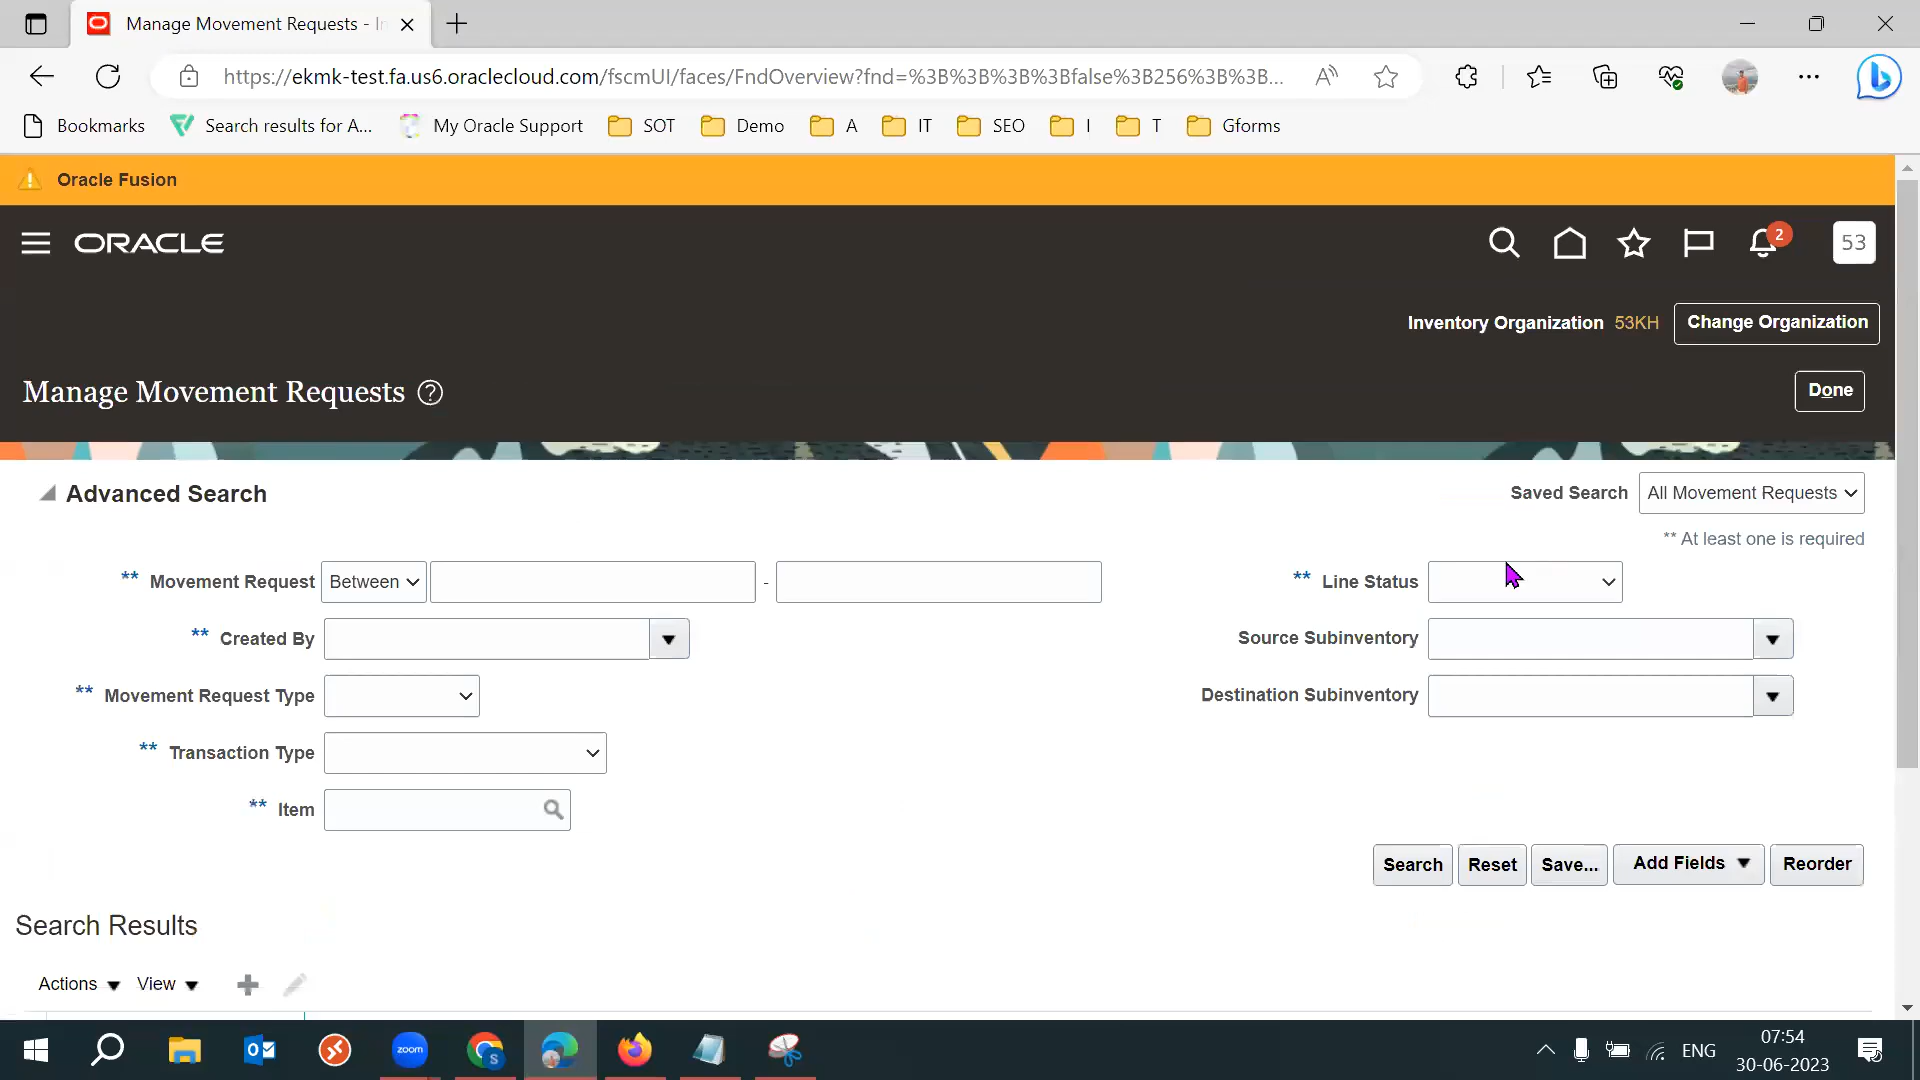 Manage Movement Requests - In
https://ekmk-test.fa.us6.oraclecloud.com/fscmUI/faces/FndOverview?fnd=%3B%3B%3B%3Bfalse%3B256%3B%3B...
Bookmarks Search results for A... My Oracle Support SOT Demo A IT SEO I T Gforms
Oracle Fusion
ORACLE 2 53
Inventory Organization 53KH Change Organization
Manage Movement Requests ? Done
Advanced Search Saved Search All Movement Requests
** At least one is required
** Movement Request Between - ** Line Status
** Created By Source Subinventory
** Movement Request Type Destination Subinventory
** Transaction Type
** Item
Search Reset Save... Add Fields Reorder
Search Results
Actions View
zoom S ENG 07:54
30-06-2023